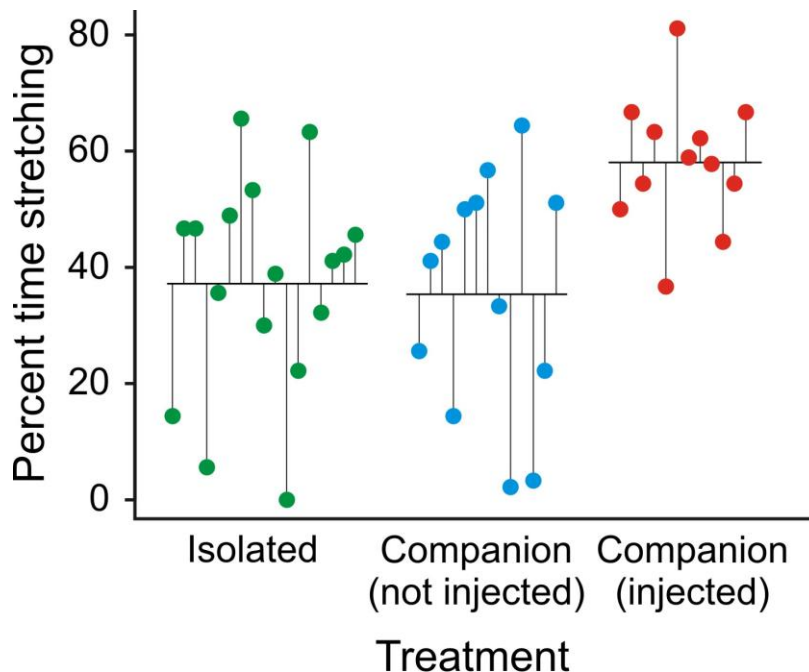 Percent time stretching
80
60
40
20
0
Isolated
Companion
(not injected)
Companion
(injected)
Treatment